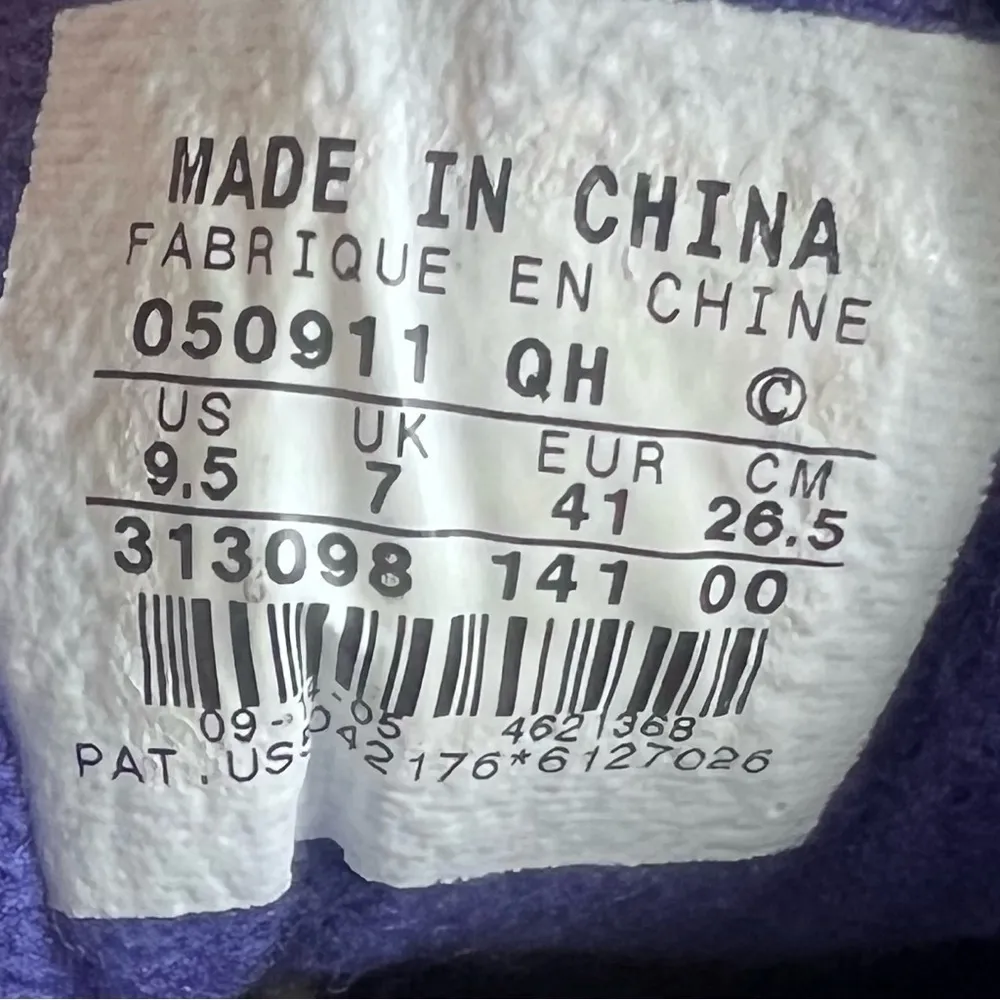 MADE IN CHINA
FABRIQUE EN CHINE
050911 QH ©
US UK EUR CM
9.5 7 41 26.5
313098 141 00
4621368
PAT.US 2176*6127026